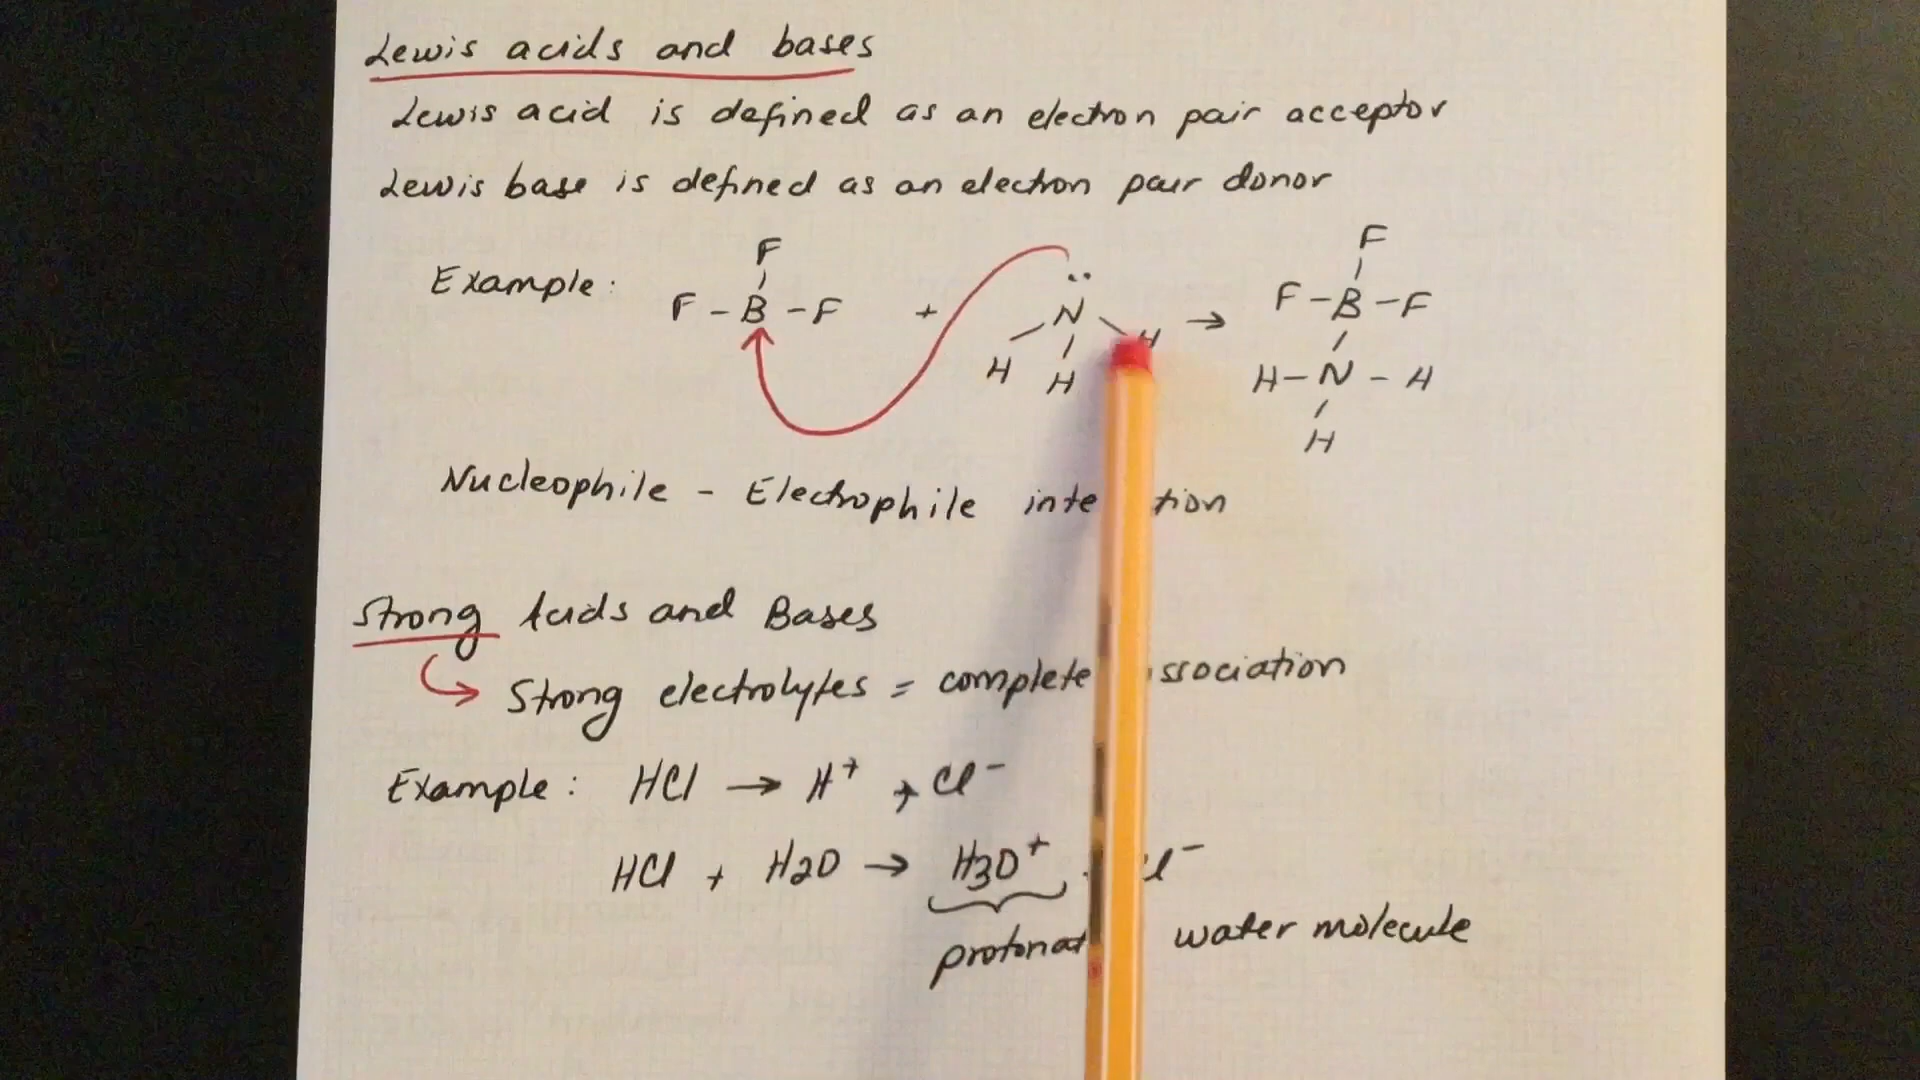 Lewis acids and bases
Lewis acid is defined as an electron pair acceptor
Lewis base is defined as an electron pair donor
Example: F - B - F + N → F - B - F
F
F
H H H
H - N - H
H
Nucleophile - Electrophile inte tion
Strong Acids and Bases
Strong electrolytes = complete ssociation
Example: HCl → H⁺ + Cl⁻
HCl + H2O → H3O⁺ l⁻
protonat water molecule